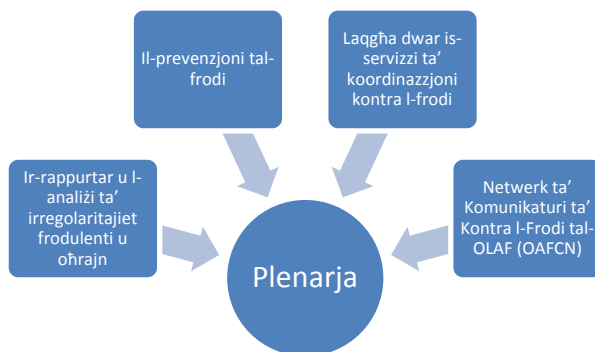 Il-prevenzjoni tal-
frodi
Laqgħa dwar is-
servizzi ta'
koordinazzjoni
kontra l-frodi
Ir-rappurtar u l-
analiżi ta'
irregolaritajiet
frodulenti u
oħrajn
Netwerk ta'
Komunikaturi ta'
Kontra l-Frodi tal-
OLAF (OAFCN)
Plenarja